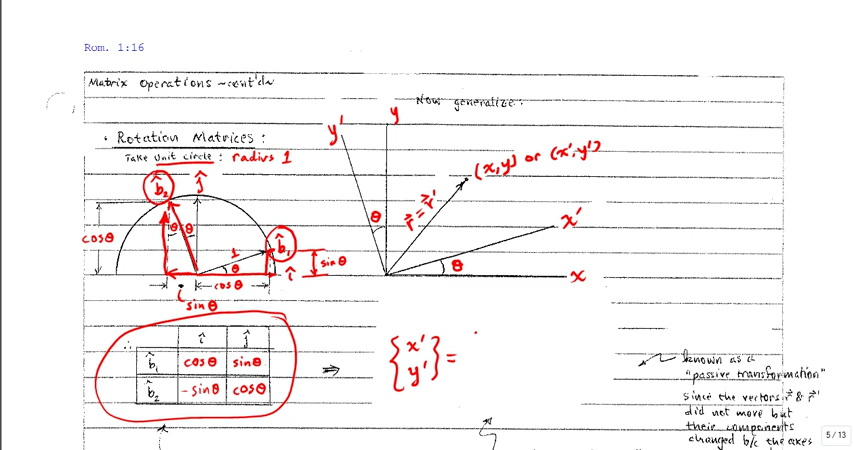 Rom. 1:16
Matrix Operations ~cont'd~
Now generalize:
• Rotation Matrices:
Take Unit circle: radius 1
b̂₂
ĵ
θ
θ
cosθ
1
θ
b̂₁
î
sinθ
cosθ
sinθ
y'
y
(x,y) or (x',y')
r⃗ = r⃗'
θ
x'
θ
x
∴
î ĵ
b̂₁ cosθ sinθ
b̂₂ -sinθ cosθ
⇒
{x'
y'} =
known as a
"passive transformation"
since the vectors r⃗ & r⃗'
did not move but
their components
changed b/c the axes
5/13